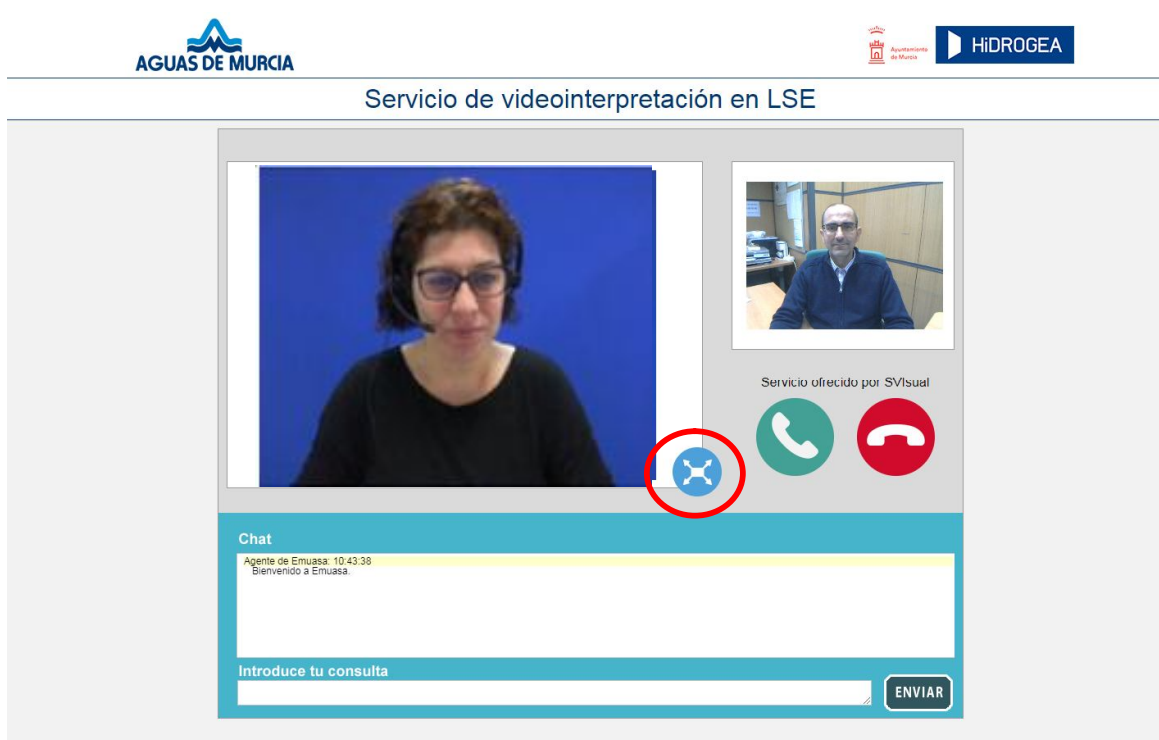 AGUAS DE MURCIA
Ayuntamiento
de Murcia
HiDROGEA
Servicio de videointerpretación en LSE
Servicio ofrecido por SVIsual
Chat
Agente de Emuasa: 10:43:38
Bienvenido a Emuasa.
Introduce tu consulta
ENVIAR